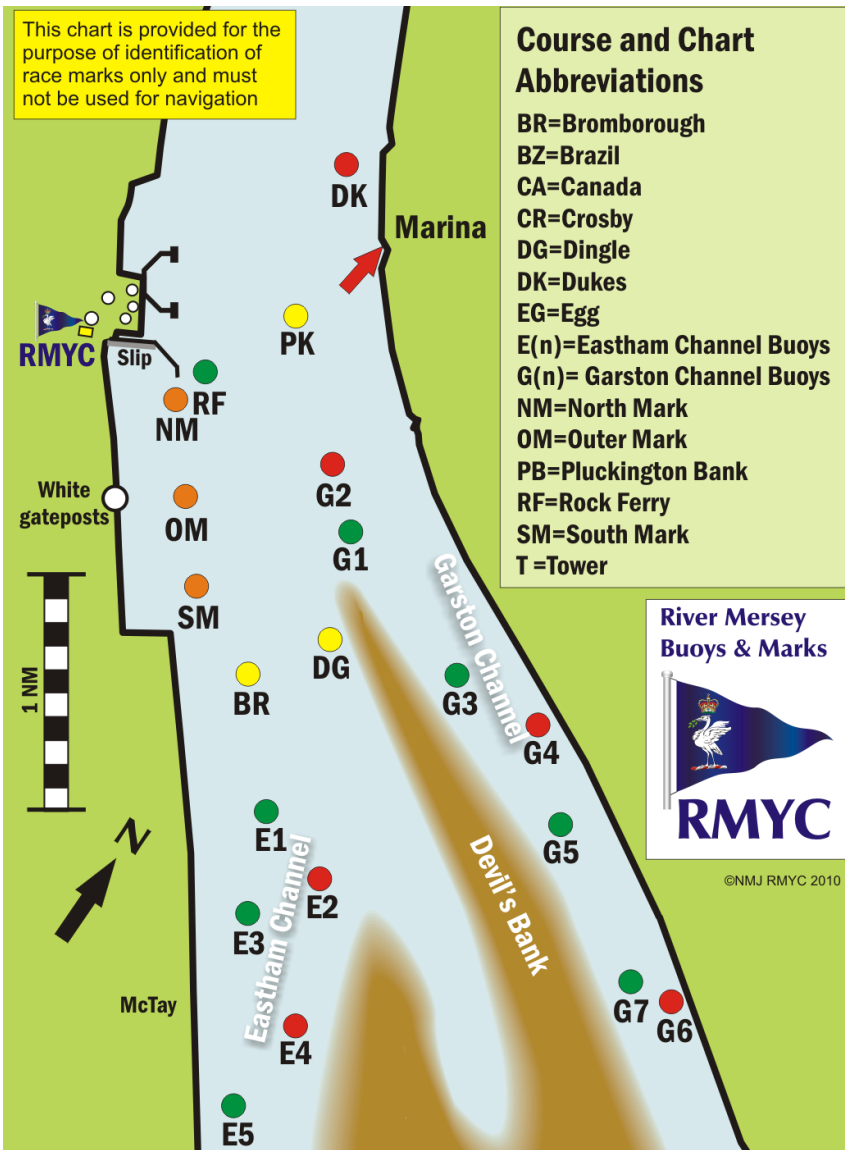 This chart is provided for the
purpose of identification of
race marks only and must
not be used for navigation
Course and Chart
Abbreviations
BR=Bromborough
BZ=Brazil
CA=Canada
CR=Crosby
DG=Dingle
DK=Dukes
EG=Egg
E(n)=Eastham Channel Buoys
G(n)= Garston Channel Buoys
NM=North Mark
OM=Outer Mark
PB=Pluckington Bank
RF=Rock Ferry
SM=South Mark
T =Tower
DK
Marina
PK
RMYC
Slip
RF
NM
G2
White
gateposts
OM
G1
Garston Channel
SM
DG
BR
G3
G4
1 NM
N
E1
G5
Eastham Channel
E2
E3
Devil's Bank
McTay
E4
G7
G6
E5
River Mersey
Buoys & Marks
RMYC
©NMJ RMYC 2010